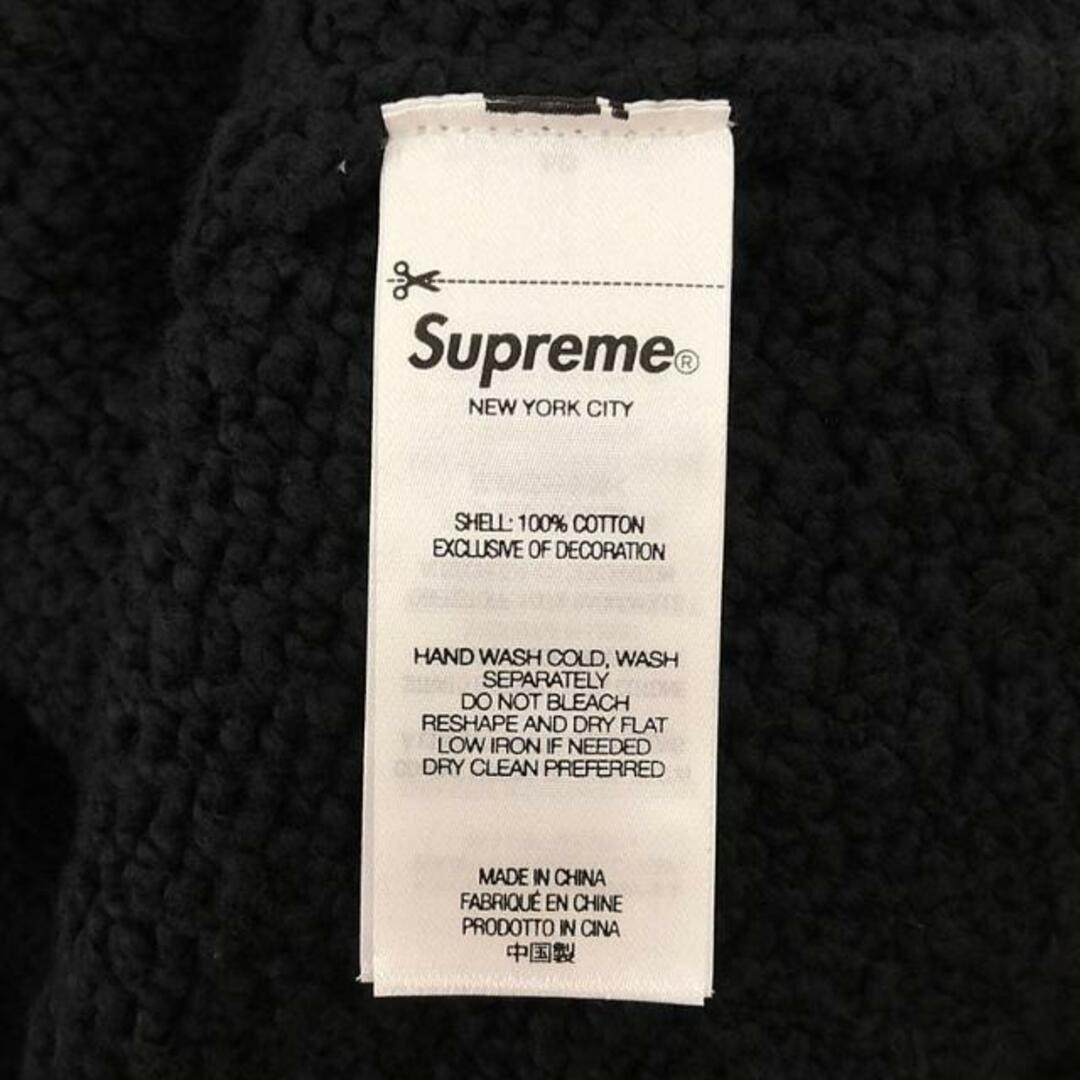 Supreme®
NEW YORK CITY
SHELL: 100% COTTON
EXCLUSIVE OF DECORATION
HAND WASH COLD, WASH
SEPARATELY
DO NOT BLEACH
RESHAPE AND DRY FLAT
LOW IRON IF NEEDED
DRY CLEAN PREFERRED
MADE IN CHINA
FABRIQUÉ EN CHINE
PRODOTTO IN CINA
中国製